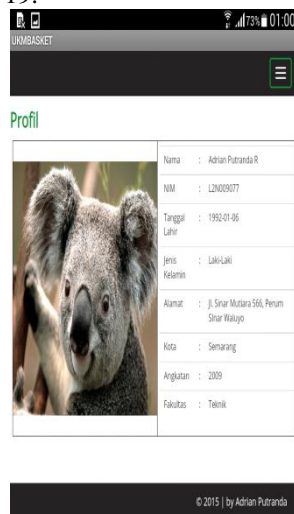 19.
73% 01:00
UKMBASKET
Profil
Nama : Adrian Putranda R
NIM : L2N009077
Tanggal Lahir : 1992-01-06
Jenis Kelamin : Laki-Laki
Alamat : Jl. Sinar Mutiara 566, Perum
Sinar Waluyo
Kota : Semarang
Angkatan : 2009
Fakultas : Teknik
© 2015 | by Adrian Putranda